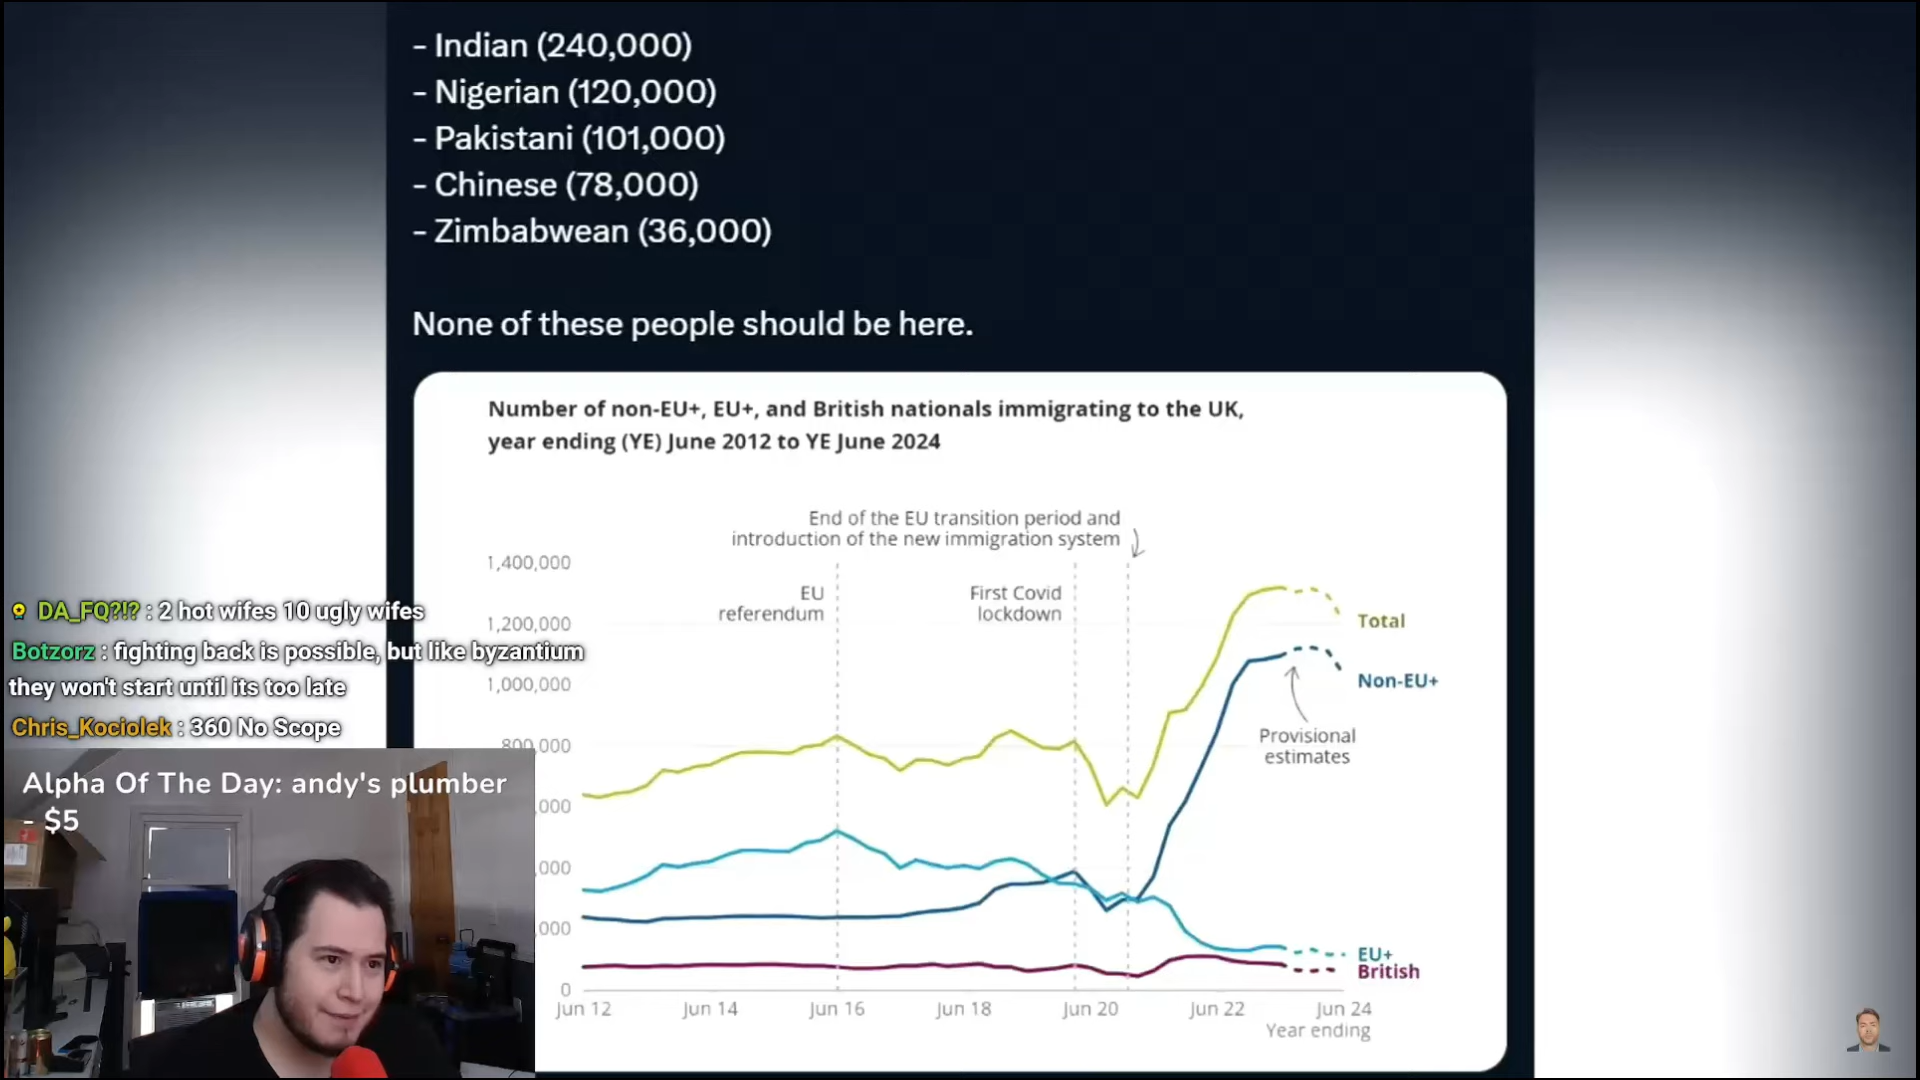 - Indian (240,000)
- Nigerian (120,000)
- Pakistani (101,000)
- Chinese (78,000)
- Zimbabwean (36,000)
None of these people should be here.
Number of non-EU+, EU+, and British nationals immigrating to the UK,
year ending (YE) June 2012 to YE June 2024
End of the EU transition period and
introduction of the new immigration system
1,400,000
EU
referendum
First Covid
lockdown
1,200,000
Total
1,000,000
Non-EU+
Provisional
estimates
800,000
,000
,000
,000
EU+
British
0
Jun 12
Jun 14
Jun 16
Jun 18
Jun 20
Jun 22
Jun 24
Year ending
DA_FQ?!? : 2 hot wifes 10 ugly wifes
Botzorz : fighting back is possible, but like byzantium
they won't start until its too late
Chris_Kociolek : 360 No Scope
Alpha Of The Day: andy's plumber
- $5